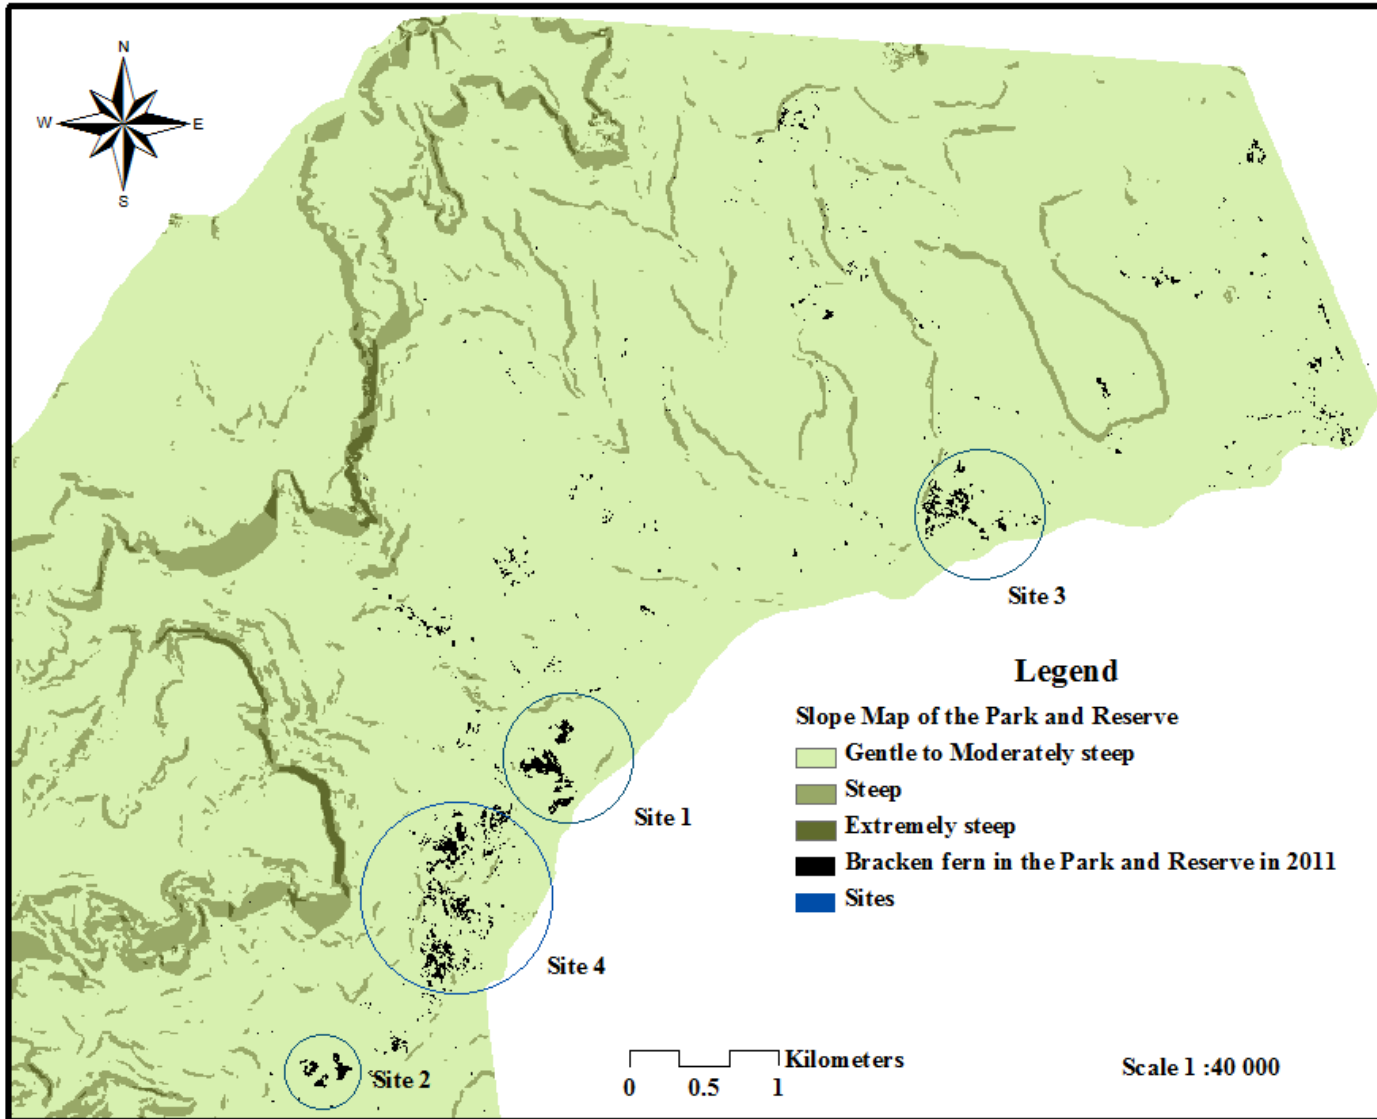 N
W E
S
Site 3
Legend
Slope Map of the Park and Reserve
Gentle to Moderately steep
Steep
Extremely steep
Bracken fern in the Park and Reserve in 2011
Sites
Site 1
Site 4
Site 2
Kilometers
0 0.5 1
Scale 1 :40 000